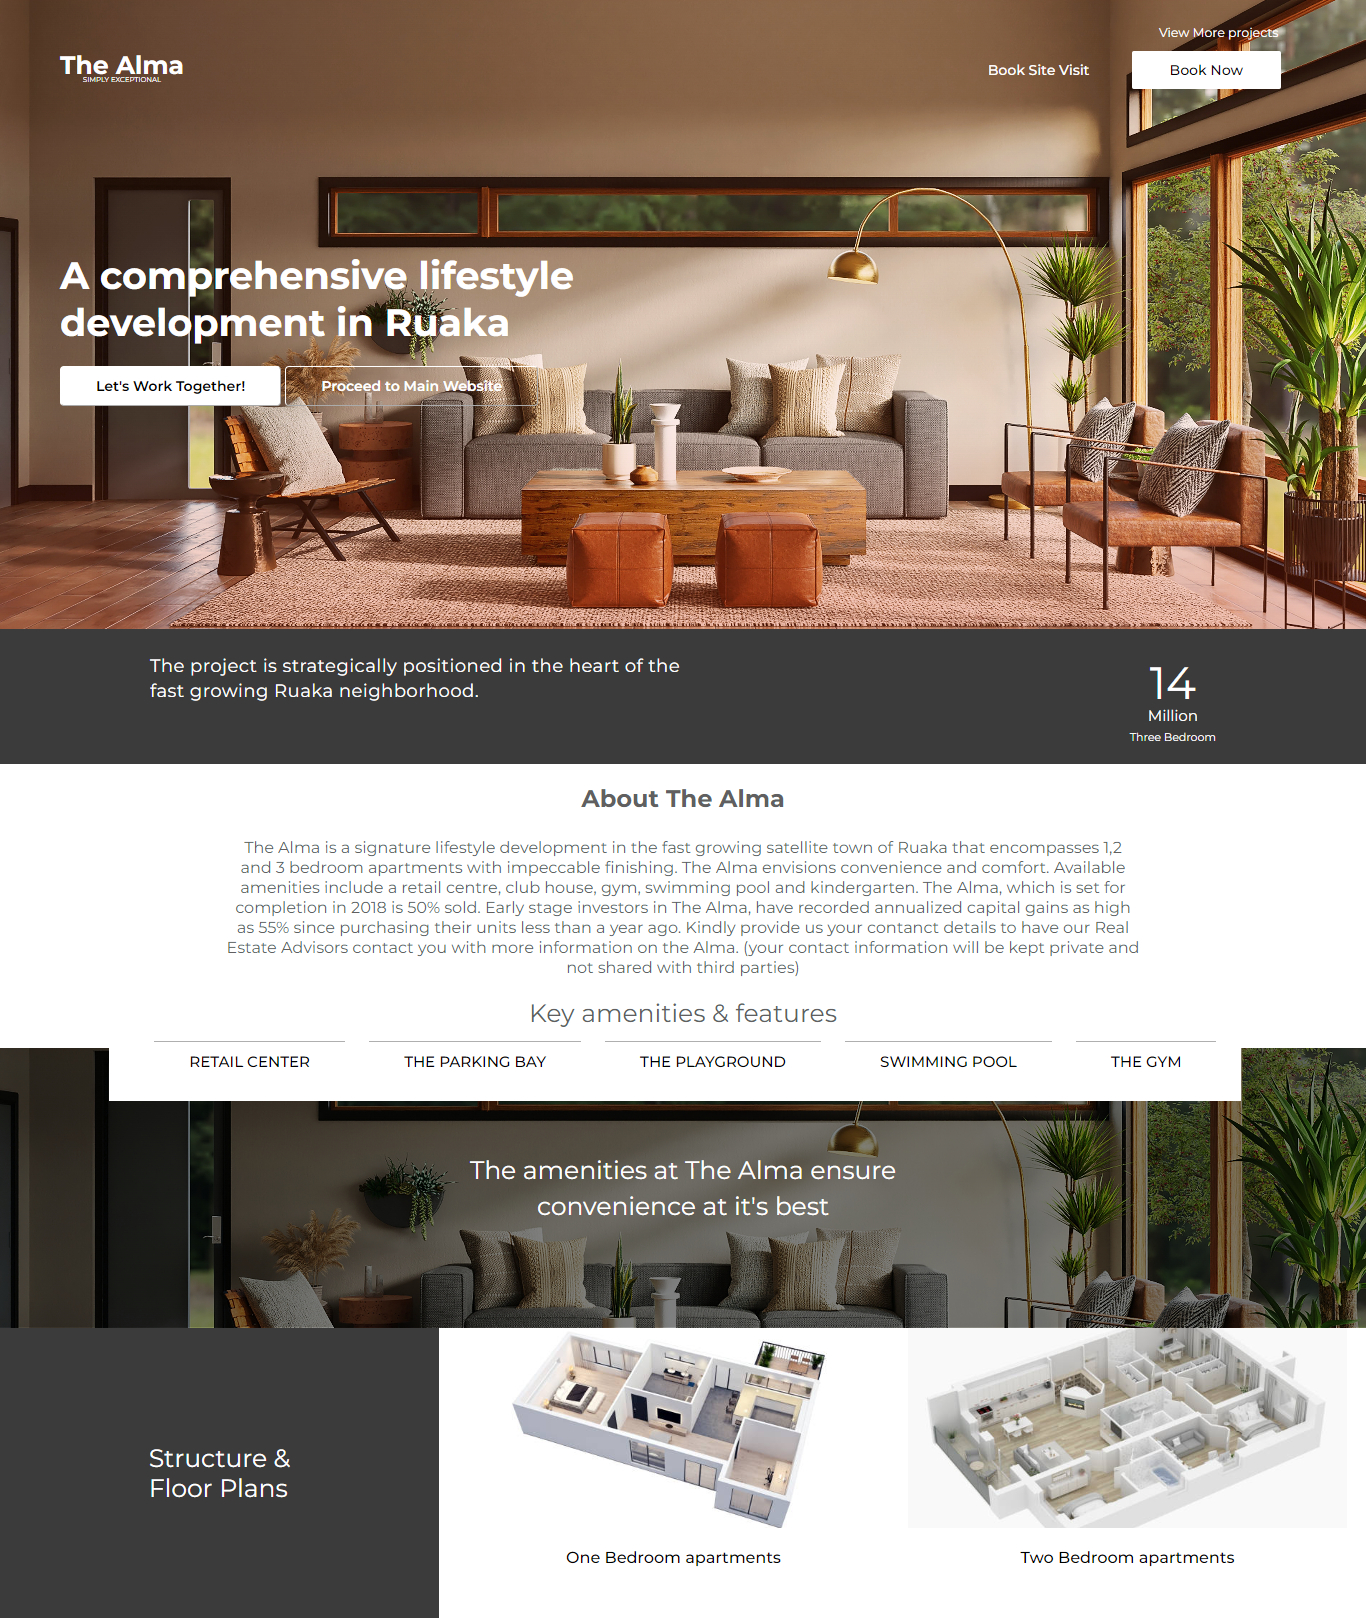 View More projects
The Alma
SIMPLY EXCEPTIONAL
Book Site Visit
Book Now
A comprehensive lifestyle
development in Ruaka
Let's Work Together!
Proceed to Main Website
The project is strategically positioned in the heart of the
fast growing Ruaka neighborhood.
14
Million
Three Bedroom
About The Alma
The Alma is a signature lifestyle development in the fast growing satellite town of Ruaka that encompasses 1,2
and 3 bedroom apartments with impeccable finishing. The Alma envisions convenience and comfort. Available
amenities include a retail centre, club house, gym, swimming pool and kindergarten. The Alma, which is set for
completion in 2018 is 50% sold. Early stage investors in The Alma, have recorded annualized capital gains as high
as 55% since purchasing their units less than a year ago. Kindly provide us your contanct details to have our Real
Estate Advisors contact you with more information on the Alma. (your contact information will be kept private and
not shared with third parties)
Key amenities & features
RETAIL CENTER
THE PARKING BAY
THE PLAYGROUND
SWIMMING POOL
THE GYM
The amenities at The Alma ensure
convenience at it's best
Structure &
Floor Plans
One Bedroom apartments
Two Bedroom apartments